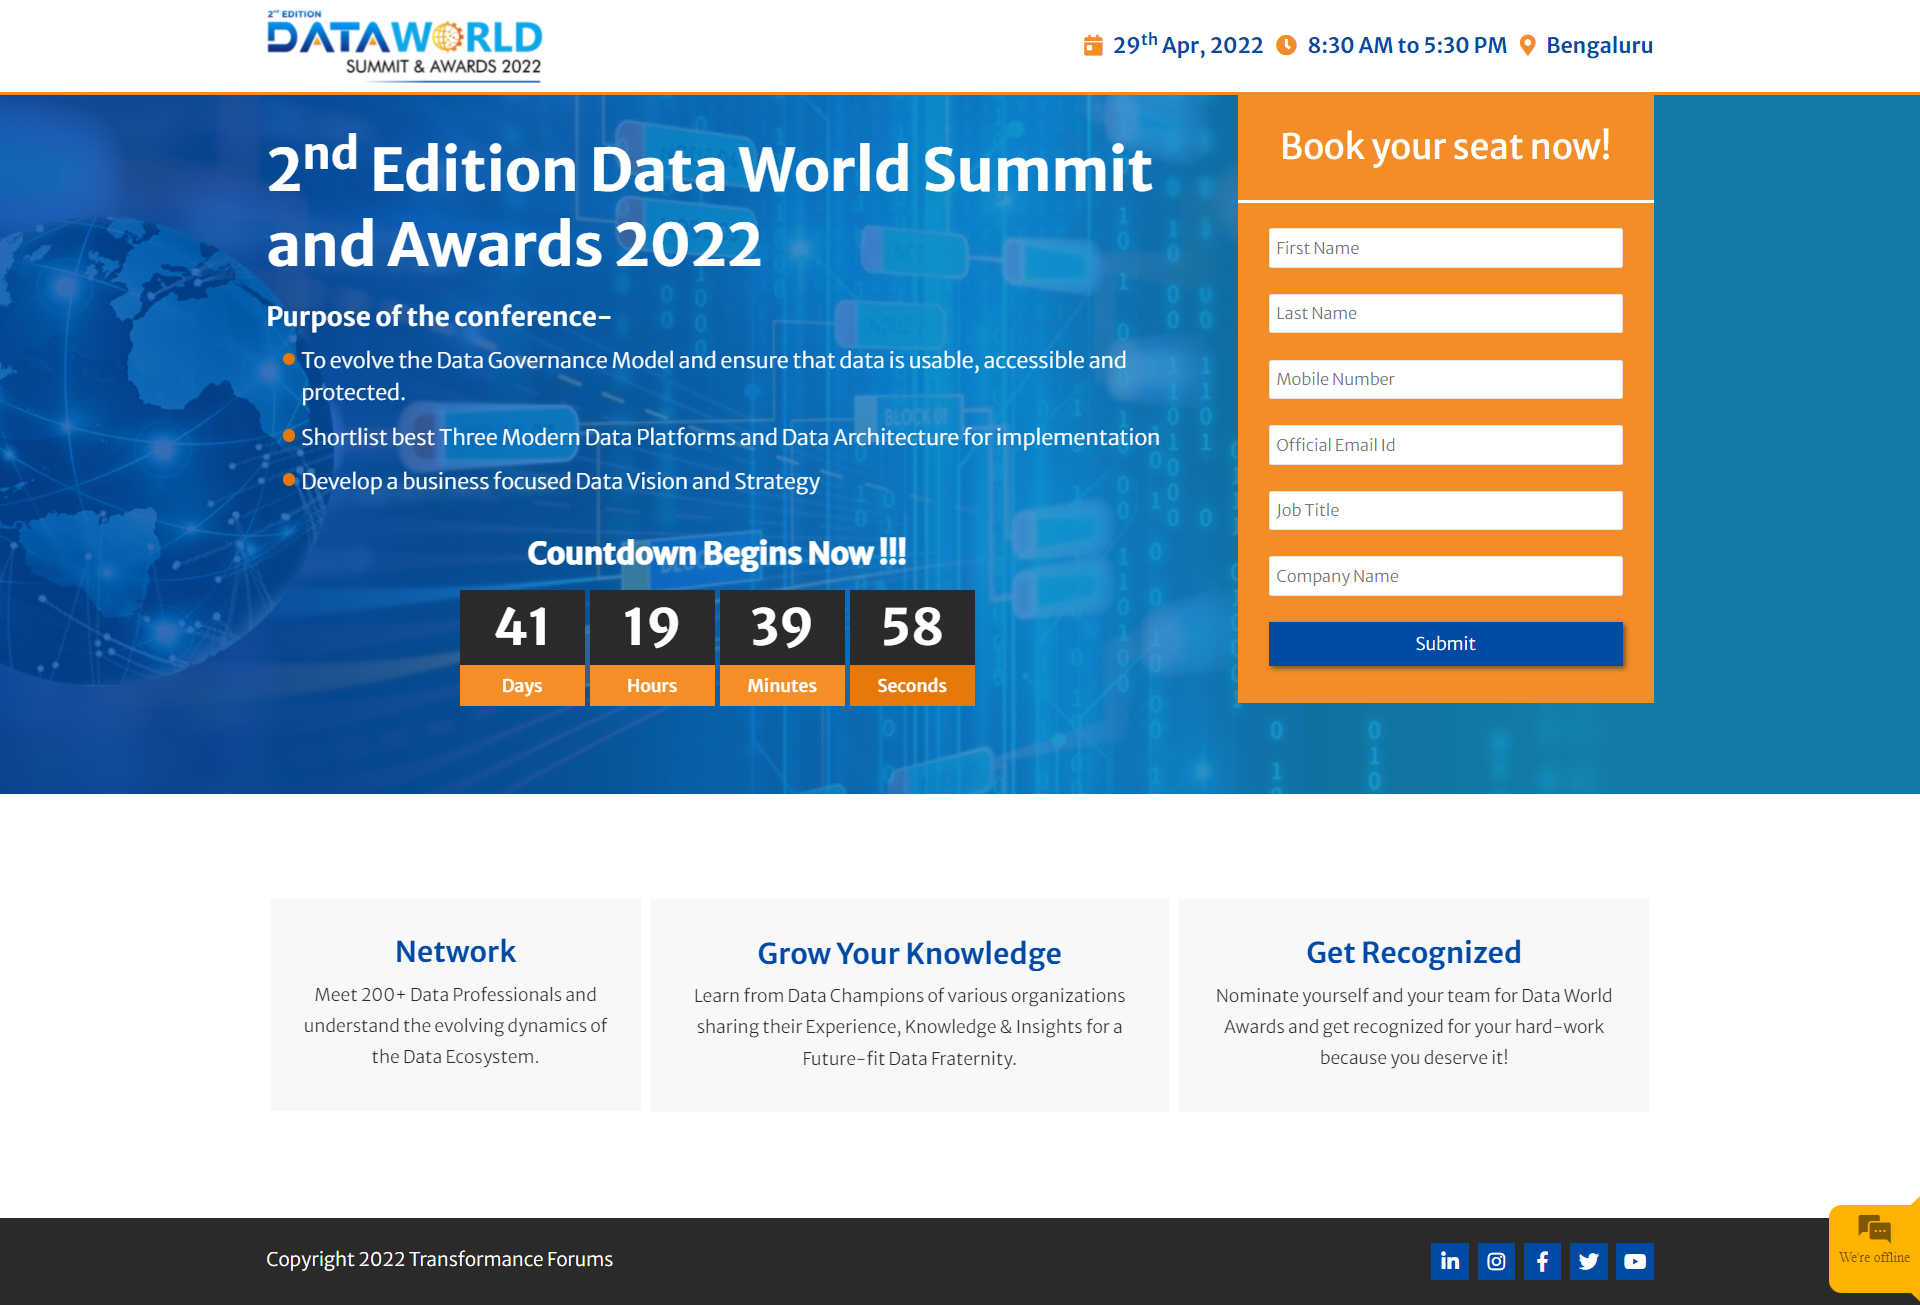 2nd EDITION
DATAWORLD
SUMMIT & AWARDS 2022
29th Apr, 2022 8:30 AM to 5:30 PM Bengaluru
2nd Edition Data World Summit
and Awards 2022
Purpose of the conference-
To evolve the Data Governance Model and ensure that data is usable, accessible and
protected.
Shortlist best Three Modern Data Platforms and Data Architecture for implementation
Develop a business focused Data Vision and Strategy
Countdown Begins Now !!!
41 19 39 58
Days Hours Minutes Seconds
Book your seat now!
First Name
Last Name
Mobile Number
Official Email Id
Job Title
Company Name
Submit
Network
Meet 200+ Data Professionals and
understand the evolving dynamics of
the Data Ecosystem.
Grow Your Knowledge
Learn from Data Champions of various organizations
sharing their Experience, Knowledge & Insights for a
Future-fit Data Fraternity.
Get Recognized
Nominate yourself and your team for Data World
Awards and get recognized for your hard-work
because you deserve it!
Copyright 2022 Transformance Forums
We're offline